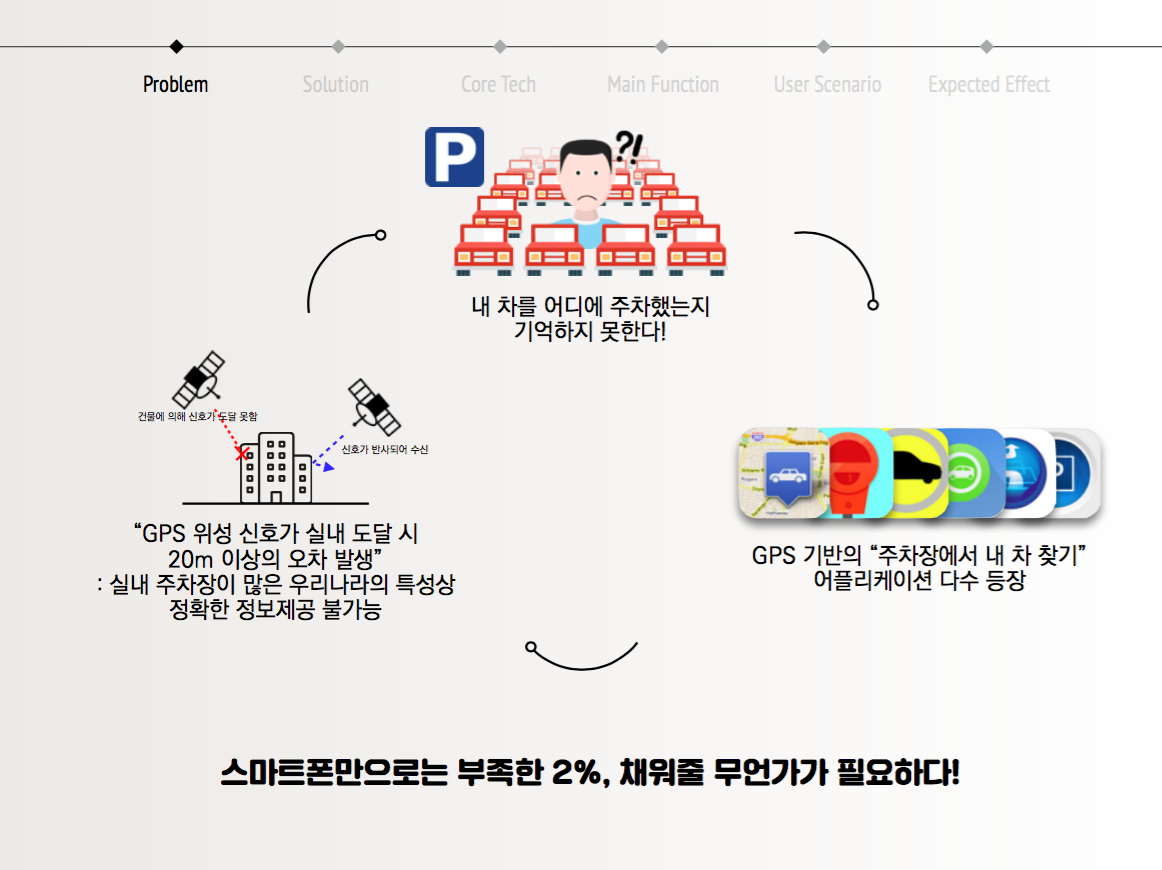 Problem
Solution
Core Tech
Main Function
User Scenario
Expected Effect
P
?!
내 차를 어디에 주차했는지
기억하지 못한다!
건물에 의해 신호가 도달 못함
신호가 반사되어 수신
“GPS 위성 신호가 실내 도달 시
20m 이상의 오차 발생”
: 실내 주차장이 많은 우리나라의 특성상
정확한 정보제공 불가능
P
GPS 기반의 “주차장에서 내 차 찾기”
어플리케이션 다수 등장
스마트폰만으로는 부족한 2%, 채워줄 무언가가 필요하다!